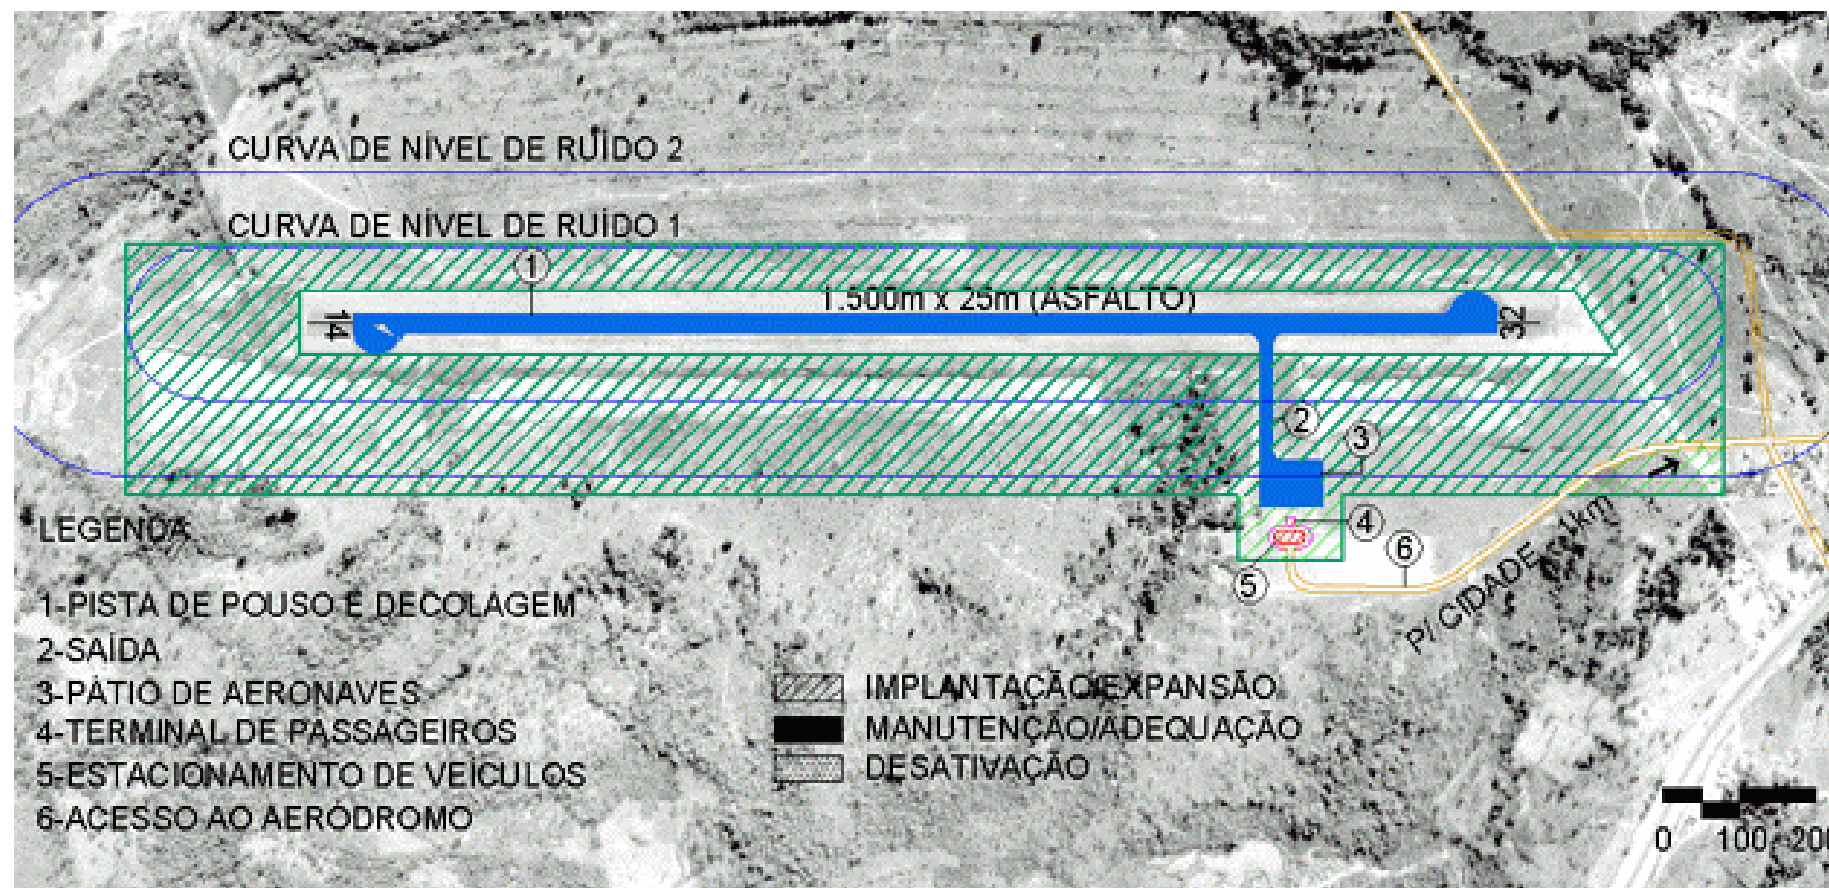 CURVA DE NÍVEL DE RUÍDO 2
CURVA DE NÍVEL DE RUÍDO 1
1
1.500m x 25m (ASFALTO)
14
32
2
3
4
5
6
P/ CIDADE 1km
LEGENDA
1-PISTA DE POUSO E DECOLAGEM
2-SAÍDA
3-PÁTIO DE AERONAVES
4-TERMINAL DE PASSAGEIROS
5-ESTACIONAMENTO DE VEÍCULOS
6-ACESSO AO AERÓDROMO
IMPLANTAÇÃO/EXPANSÃO
MANUTENÇÃO/ADEQUAÇÃO
DESATIVAÇÃO
0 100 200